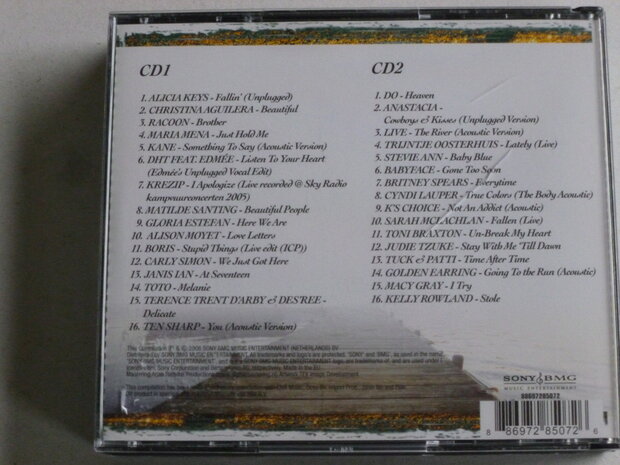 CD1
1. ALICIA KEYS - Fallin' (Unplugged)
2. CHRISTINA AGUILERA - Beautiful
3. RACOON - Brother
4. MARIA MENA - Just Hold Me
5. KANE - Something To Say (Acoustic Version)
6. DHT FEAT. EDMÉE - Listen To Your Heart
(Edmée's Unplugged Vocal Edit)
7. KREZIP - I Apologize (Live recorded @ Sky Radio
kampvuurconcerten 2005)
8. MATILDE SANTING - Beautiful People
9. GLORIA ESTEFAN - Here We Are
10. ALISON MOYET - Love Letters
11. BORIS - Stupid Things (Live edit (ICP))
12. CARLY SIMON - We Just Got Here
13. JANIS IAN - At Seventeen
14. TOTO - Melanie
15. TERENCE TRENT D'ARBY & DES'REE -
Delicate
16. TEN SHARP - You (Acoustic Version)
CD2
1. DO - Heaven
2. ANASTACIA -
Cowboys & Kisses (Unplugged Version)
3. LIVE - The River (Acoustic Version)
4. TRIJNTJE OOSTERHUIS - Lately (Live)
5. STEVIE ANN - Baby Blue
6. BABYFACE - Gone Too Soon
7. BRITNEY SPEARS - Everytime
8. CYNDI LAUPER - True Colors (The Body Acoustic)
9. K'S CHOICE - Not An Addict (Acoustic)
10. SARAH MCLACHLAN - Fallen (Live)
11. TONI BRAXTON - Un-Break My Heart
12. JUDIE TZUKE - Stay With Me 'Till Dawn
13. TUCK & PATTI - Time After Time
14. GOLDEN EARRING - Going To the Run (Acoustic)
15. MACY GRAY - I Try
16. KELLY ROWLAND - Stole
SONY BMG
MUSIC ENTERTAINMENT
88697285072
8 86972 85072 6